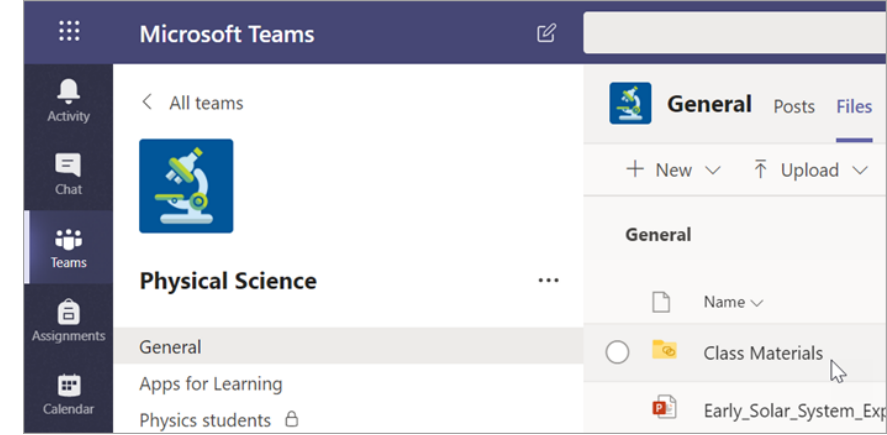 Microsoft Teams
Activity
Chat
Teams
Assignments
Calendar
All teams
Physical Science
General
Apps for Learning
Physics students
General Posts Files
New Upload
General
Name
Class Materials
Early_Solar_System_Exp